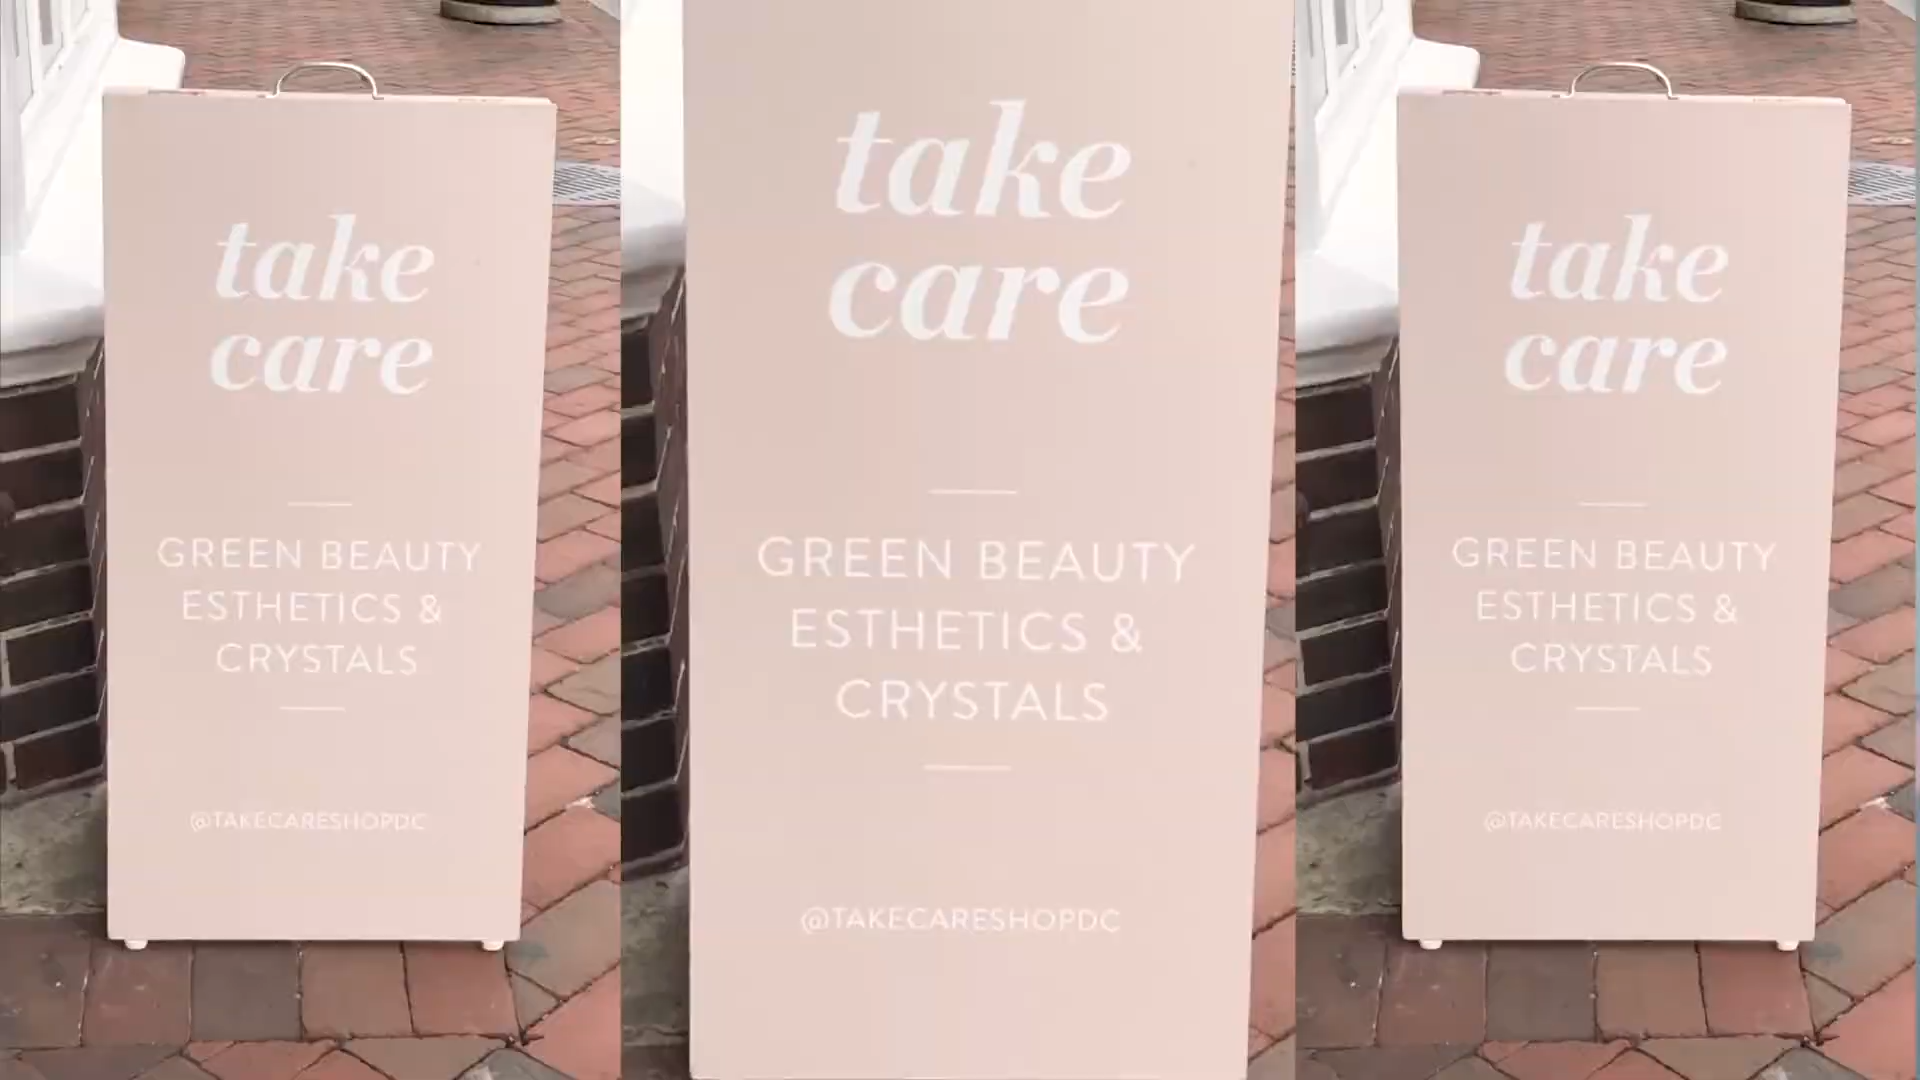 take
care
GREEN BEAUTY
ESTHETICS &
CRYSTALS
@TAKECARESHOPDC
take
care
GREEN BEAUTY
ESTHETICS &
CRYSTALS
@TAKECARESHOPDC
take
care
GREEN BEAUTY
ESTHETICS &
CRYSTALS
@TAKECARESHOPDC